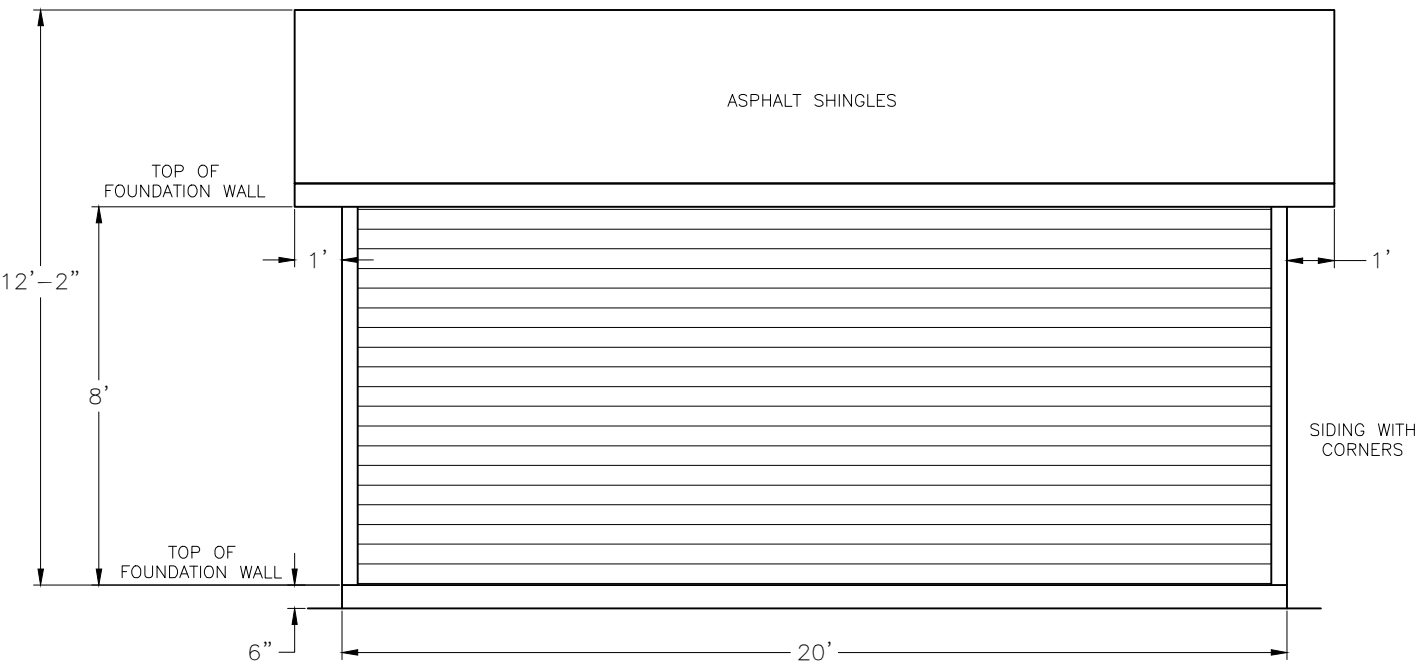 ASPHALT SHINGLES
TOP OF
FOUNDATION WALL
1'
1'
12'-2"
8'
SIDING WITH
CORNERS
TOP OF
FOUNDATION WALL
6"
20'